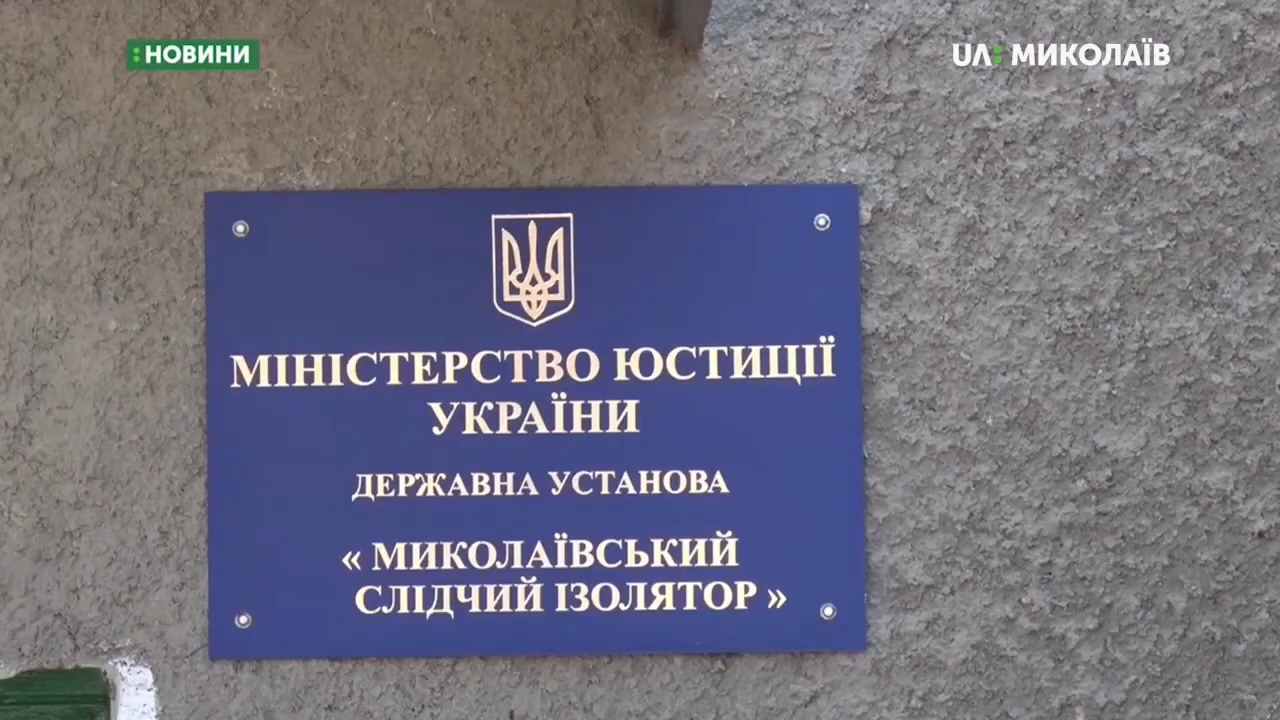 :НОВИНИ
UA: МИКОЛАЇВ
МІНІСТЕРСТВО ЮСТИЦІЇ
УКРАЇНИ
ДЕРЖАВНА УСТАНОВА
« МИКОЛАЇВСЬКИЙ
СЛІДЧИЙ ІЗОЛЯТОР »